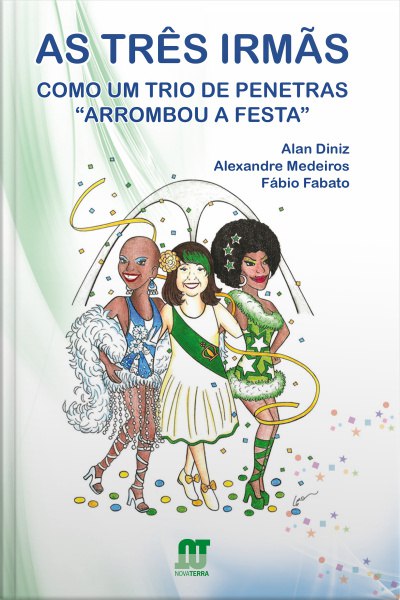 AS TRÊS IRMÃS
COMO UM TRIO DE PENETRAS
“ARROMBOU A FESTA”
Alan Diniz
Alexandre Medeiros
Fábio Fabato
NOVATERRA